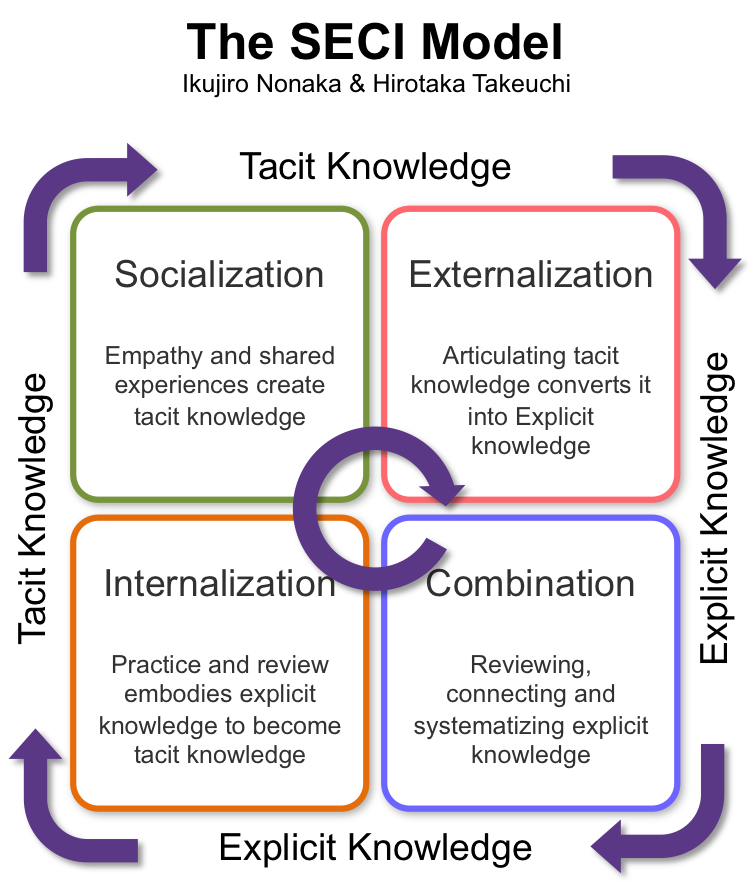 The SECI Model
Ikujiro Nonaka & Hirotaka Takeuchi
Tacit Knowledge
Tacit Knowledge
Explicit Knowledge
Socialization
Empathy and shared
experiences create
tacit knowledge
Externalization
Articulating tacit
knowledge converts it
into Explicit
knowledge
Internalization
Practice and review
embodies explicit
knowledge to become
tacit knowledge
Combination
Reviewing,
connecting and
systematizing explicit
knowledge
Explicit Knowledge